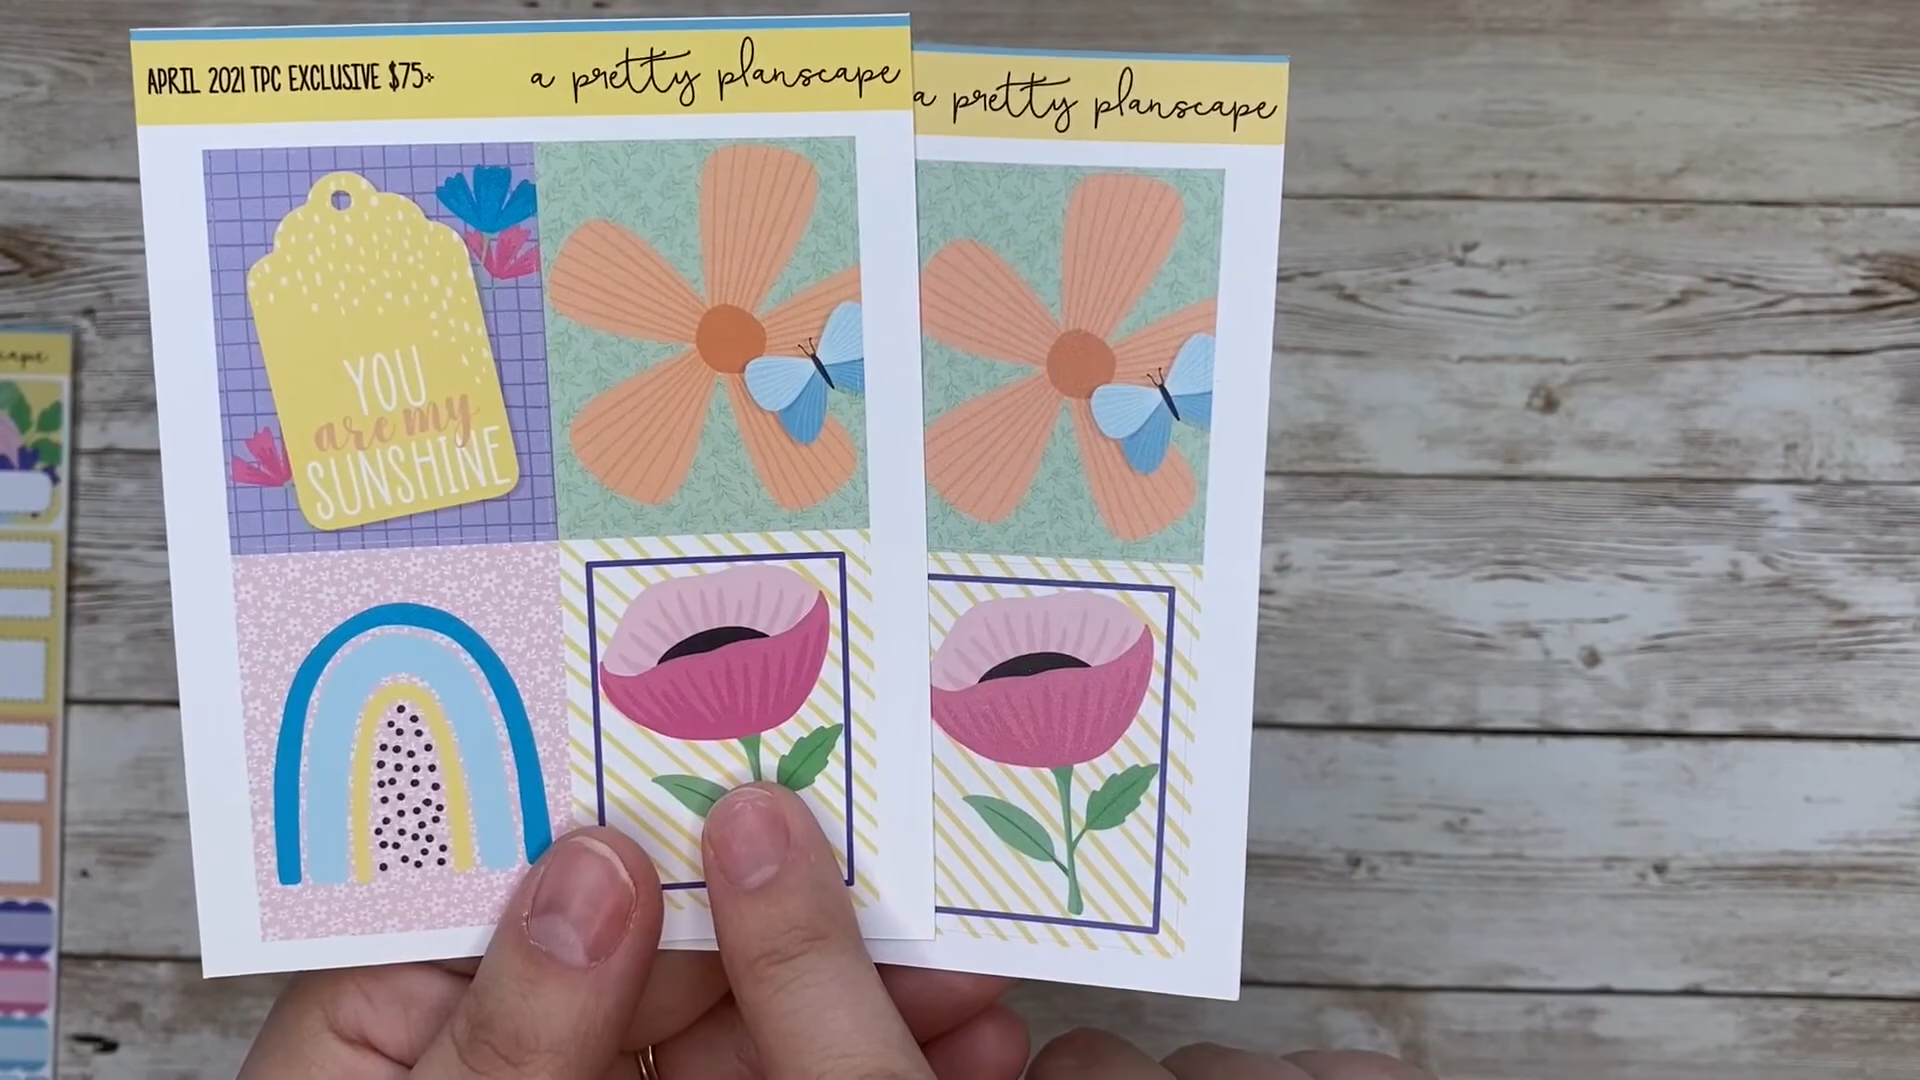 APRIL 2021 TPC EXCLUSIVE $75+
a pretty planscape
a pretty planscape
YOU
are my
SUNSHINE